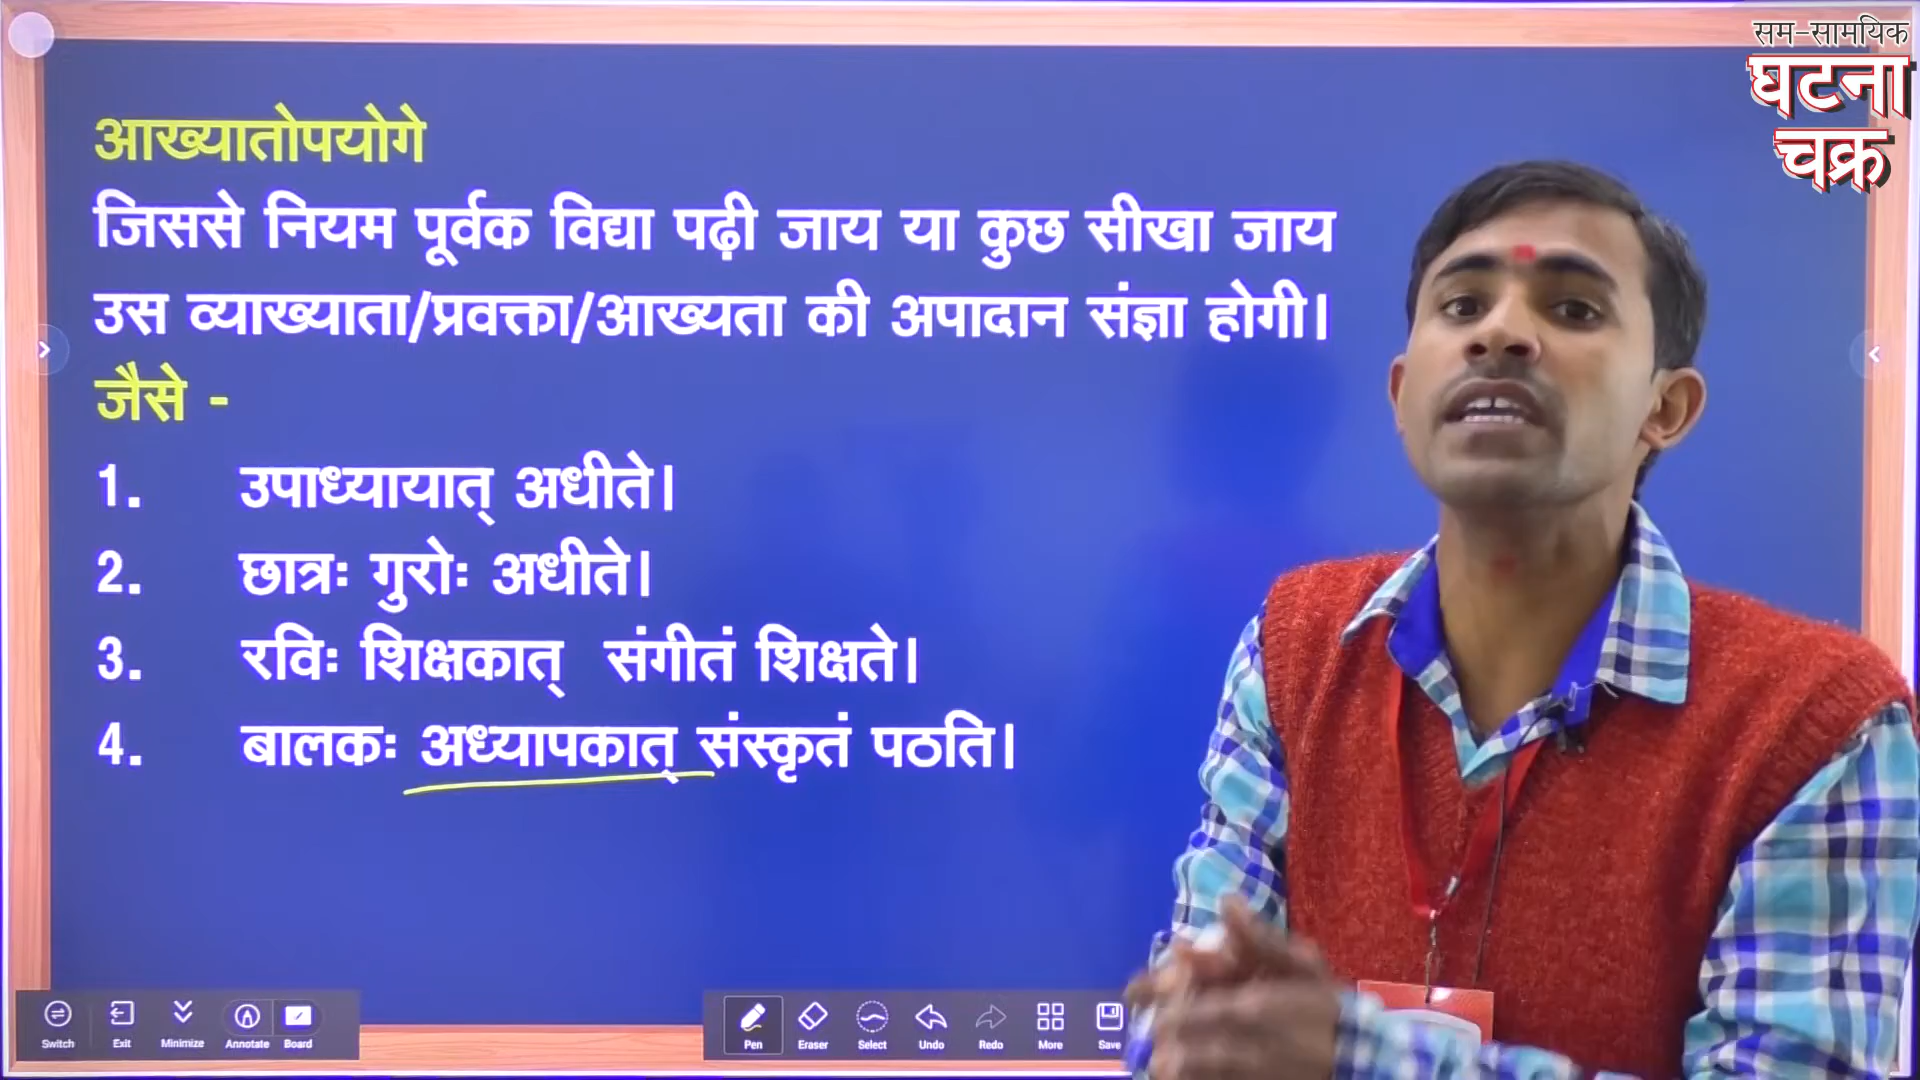 सम-सामयिक
घटना
चक्र
आख्यातोपयोगे
जिससे नियम पूर्वक विद्या पढ़ी जाय या कुछ सीखा जाय
उस व्याख्याता/प्रवक्ता/आख्यता की अपादान संज्ञा होगी।
जैसे -
1. उपाध्यायात् अधीते।
2. छात्रः गुरोः अधीते।
3. रविः शिक्षकात् संगीतं शिक्षते।
4. बालकः अध्यापकात् संस्कृतं पठति।
Switch Exit Minimize Annotate Board Pen Eraser Select Undo Redo More Save